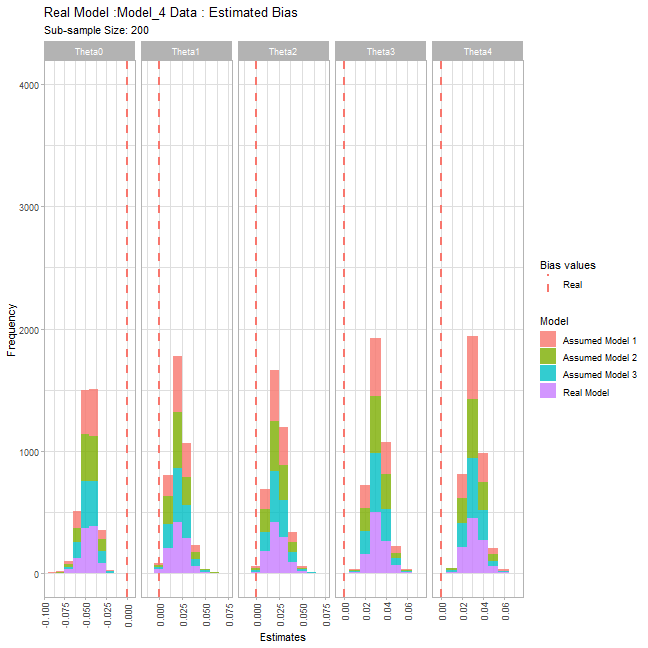 Real Model :Model_4 Data : Estimated Bias
Sub-sample Size: 200
Theta0 Theta1 Theta2 Theta3 Theta4
4000
3000
2000
1000
0
Frequency
-0.100 -0.075 -0.050 -0.025 0.000 0.000 0.025 0.050 0.075 0.000 0.025 0.050 0.075 0.00 0.02 0.04 0.06 0.00 0.02 0.04 0.06
Estimates
Bias values
Real
Model
Assumed Model 1
Assumed Model 2
Assumed Model 3
Real Model